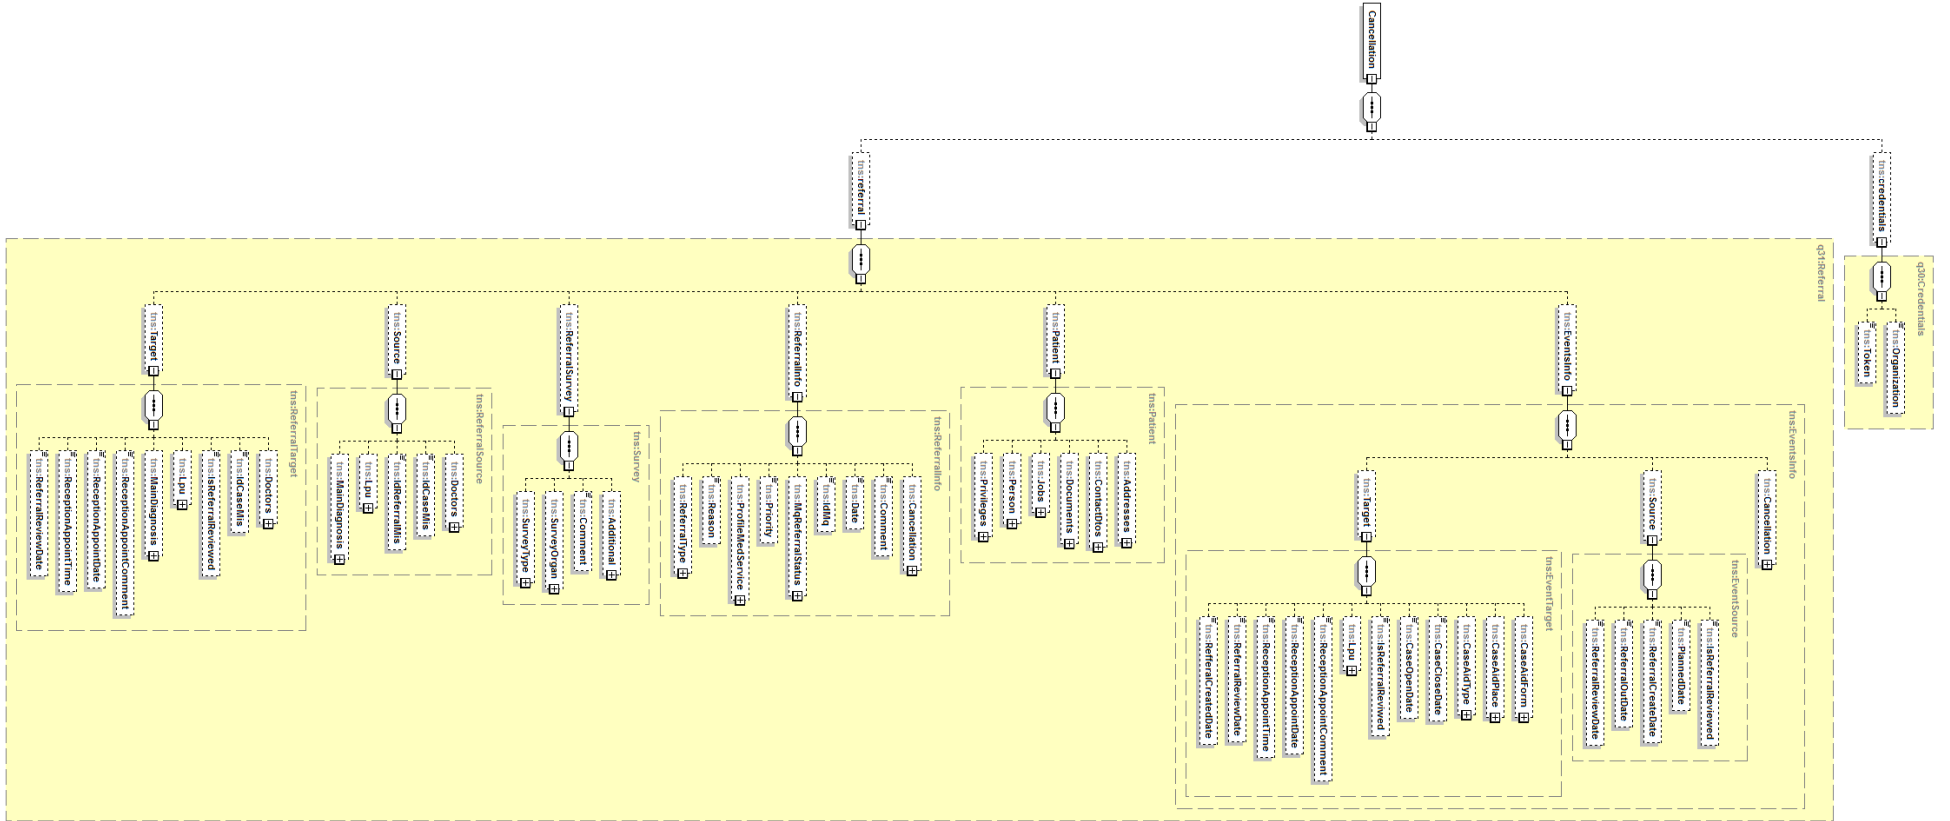 Cancellation
tns:credentials
q30:Credentials
tns:Organization
tns:Token
tns:referral
q31:Referral
tns:EventsInfo
tns:EventsInfo
tns:Cancellation
tns:Source
tns:EventSource
tns:IsReferralReviewed
tns:PlannedDate
tns:ReferralCreateDate
tns:ReferralOutDate
tns:ReferralReviewDate
tns:Target
tns:EventTarget
tns:CaseAidForm
tns:CaseAidPlace
tns:CaseAidType
tns:CaseCloseDate
tns:CaseOpenDate
tns:IsReferralReviwed
tns:Lpu
tns:ReceptionAppointComment
tns:ReceptionAppointDate
tns:ReceptionAppointTime
tns:ReferralReviewDate
tns:RefferalCreatedDate
tns:Patient
tns:Patient
tns:Addresses
tns:ContactDtos
tns:Documents
tns:Jobs
tns:Person
tns:Privileges
tns:ReferralInfo
tns:ReferralInfo
tns:Cancellation
tns:Comment
tns:Date
tns:IdMq
tns:MqReferralStatus
tns:Priority
tns:ProfileMedService
tns:Reason
tns:ReferralType
tns:ReferralSurvey
tns:Survey
tns:Additional
tns:Comment
tns:SurveyOrgan
tns:SurveyType
tns:Source
tns:ReferralSource
tns:Doctors
tns:IdCaseMis
tns:IdReferralMis
tns:Lpu
tns:MainDiagnosis
tns:Target
tns:ReferralTarget
tns:Doctors
tns:IdCaseMis
tns:IsReferralReviewed
tns:Lpu
tns:MainDiagnosis
tns:ReceptionAppointComment
tns:ReceptionAppointDate
tns:ReceptionAppointTime
tns:ReferralReviewDate